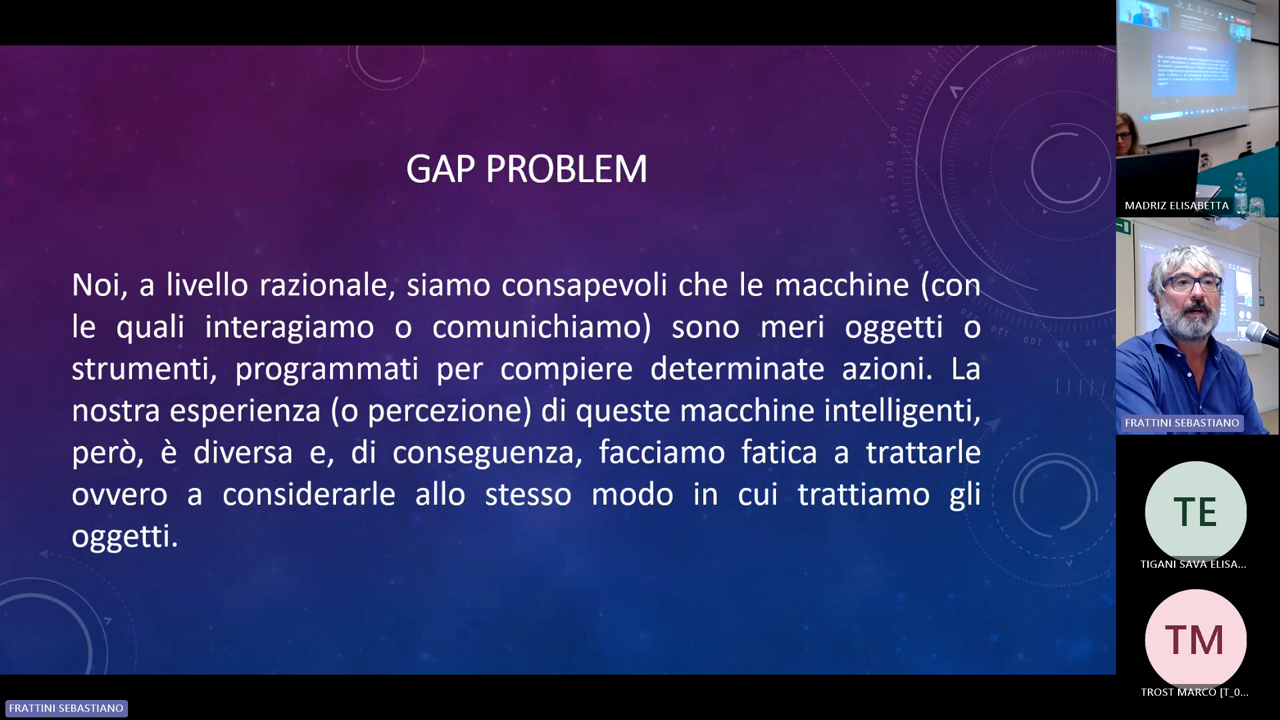 GAP PROBLEM
Noi, a livello razionale, siamo consapevoli che le macchine (con
le quali interagiamo o comunichiamo) sono meri oggetti o
strumenti, programmati per compiere determinate azioni. La
nostra esperienza (o percezione) di queste macchine intelligenti,
però, è diversa e, di conseguenza, facciamo fatica a trattarle
ovvero a considerarle allo stesso modo in cui trattiamo gli
oggetti.
MADRIZ ELISABETTA
FRATTINI SEBASTIANO
TE
TIGANI SAVA ELISA...
TM
TROST MARCO [T_0...
FRATTINI SEBASTIANO